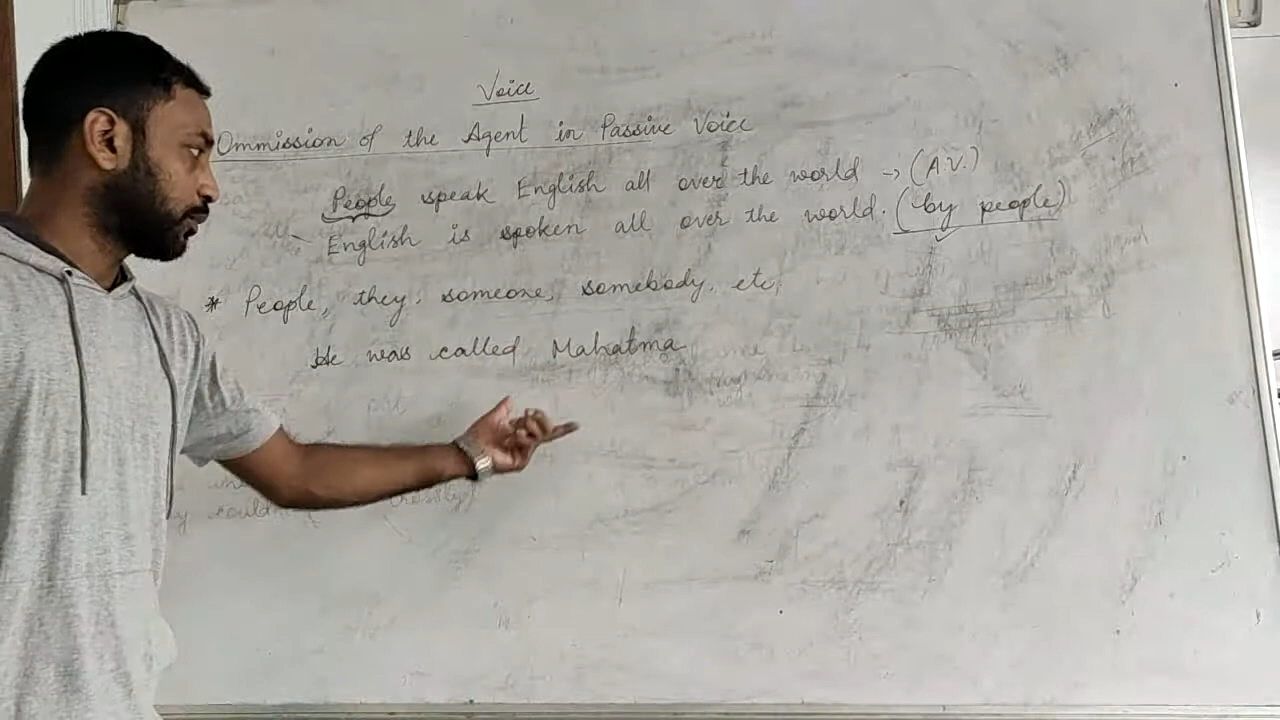 Voice
Ommission of the Agent in Passive Voice
People speak English all over the world → (A.V.)
English is spoken all over the world. (by people)
* People, they, someone, somebody, etc,
He was called Mahatma